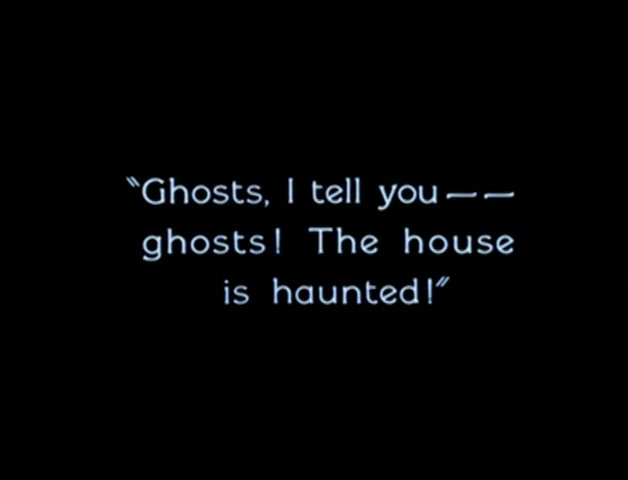 "Ghosts, I tell you——
ghosts! The house
is haunted!"